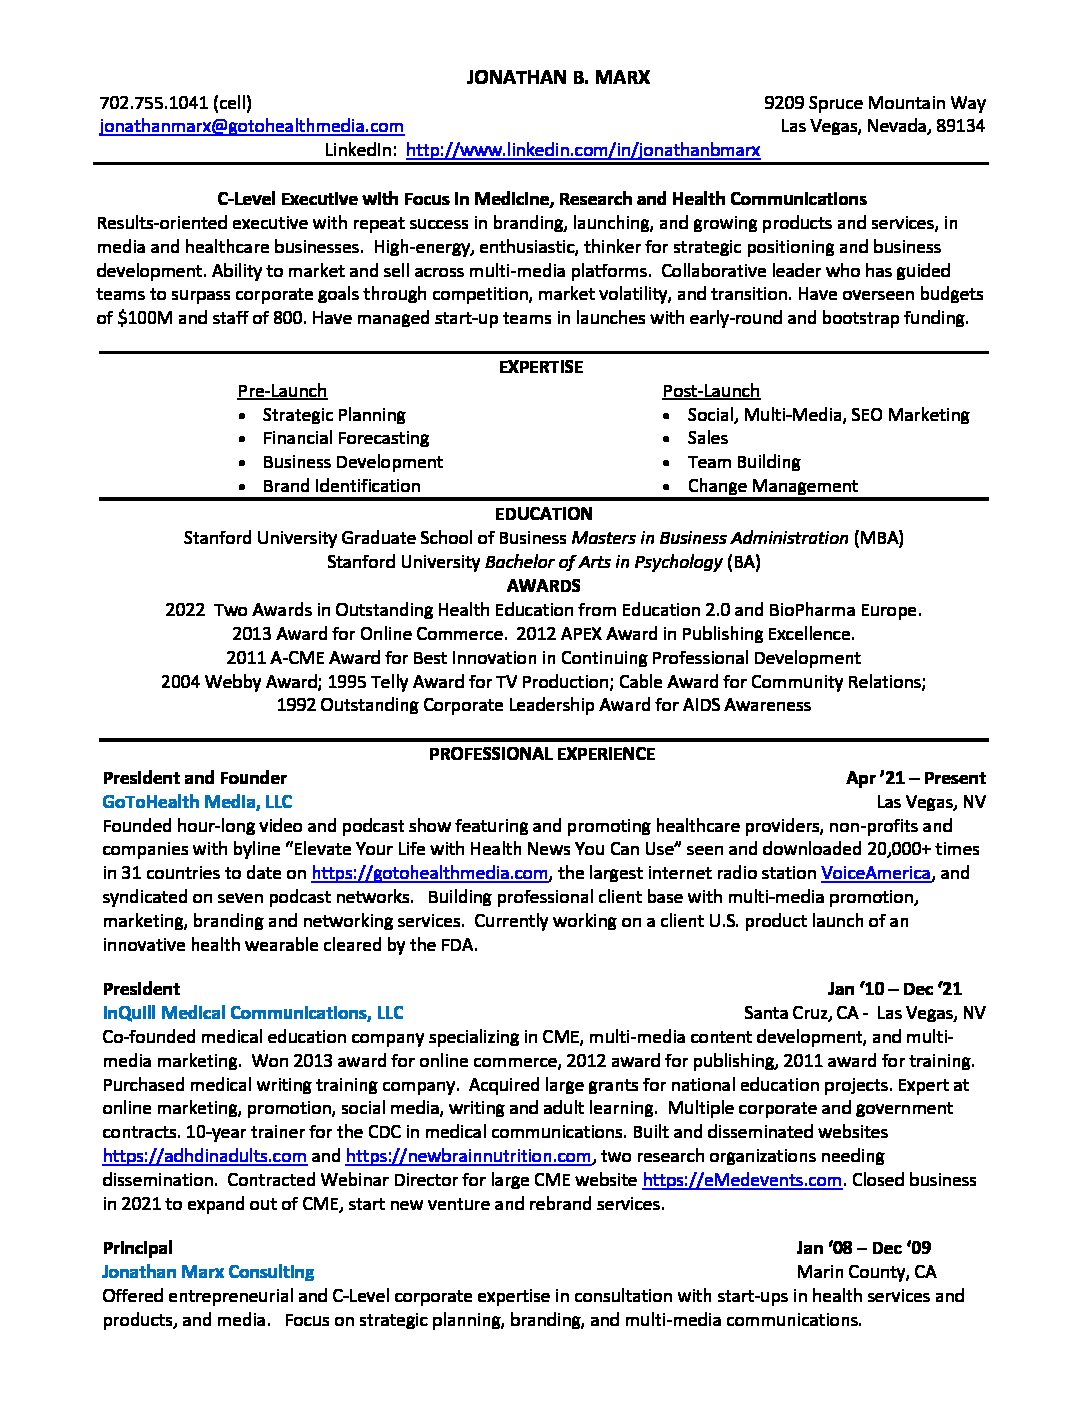 JONATHAN B. MARX
702.755.1041 (cell) 9209 Spruce Mountain Way
jonathanmarx@gotohealthmedia.com Las Vegas, Nevada, 89134
LinkedIn: http://www.linkedin.com/in/jonathanbmarx
C-Level Executive with Focus in Medicine, Research and Health Communications
Results-oriented executive with repeat success in branding, launching, and growing products and services, in
media and healthcare businesses. High-energy, enthusiastic, thinker for strategic positioning and business
development. Ability to market and sell across multi-media platforms. Collaborative leader who has guided
teams to surpass corporate goals through competition, market volatility, and transition. Have overseen budgets
of $100M and staff of 800. Have managed start-up teams in launches with early-round and bootstrap funding.
EXPERTISE
Pre-Launch Post-Launch
• Strategic Planning • Social, Multi-Media, SEO Marketing
• Financial Forecasting • Sales
• Business Development • Team Building
• Brand Identification • Change Management
EDUCATION
Stanford University Graduate School of Business Masters in Business Administration (MBA)
Stanford University Bachelor of Arts in Psychology (BA)
AWARDS
2022 Two Awards in Outstanding Health Education from Education 2.0 and BioPharma Europe.
2013 Award for Online Commerce. 2012 APEX Award in Publishing Excellence.
2011 A-CME Award for Best Innovation in Continuing Professional Development
2004 Webby Award; 1995 Telly Award for TV Production; Cable Award for Community Relations;
1992 Outstanding Corporate Leadership Award for AIDS Awareness
PROFESSIONAL EXPERIENCE
President and Founder Apr ’21 – Present
GoToHealth Media, LLC Las Vegas, NV
Founded hour-long video and podcast show featuring and promoting healthcare providers, non-profits and
companies with byline “Elevate Your Life with Health News You Can Use” seen and downloaded 20,000+ times
in 31 countries to date on https://gotohealthmedia.com, the largest internet radio station VoiceAmerica, and
syndicated on seven podcast networks. Building professional client base with multi-media promotion,
marketing, branding and networking services. Currently working on a client U.S. product launch of an
innovative health wearable cleared by the FDA.
President Jan ‘10 – Dec ‘21
InQuill Medical Communications, LLC Santa Cruz, CA - Las Vegas, NV
Co-founded medical education company specializing in CME, multi-media content development, and multi-
media marketing. Won 2013 award for online commerce, 2012 award for publishing, 2011 award for training.
Purchased medical writing training company. Acquired large grants for national education projects. Expert at
online marketing, promotion, social media, writing and adult learning. Multiple corporate and government
contracts. 10-year trainer for the CDC in medical communications. Built and disseminated websites
https://adhdinadults.com and https://newbrainnutrition.com, two research organizations needing
dissemination. Contracted Webinar Director for large CME website https://eMedevents.com. Closed business
in 2021 to expand out of CME, start new venture and rebrand services.
Principal Jan ‘08 – Dec ‘09
Jonathan Marx Consulting Marin County, CA
Offered entrepreneurial and C-Level corporate expertise in consultation with start-ups in health services and
products, and media. Focus on strategic planning, branding, and multi-media communications.